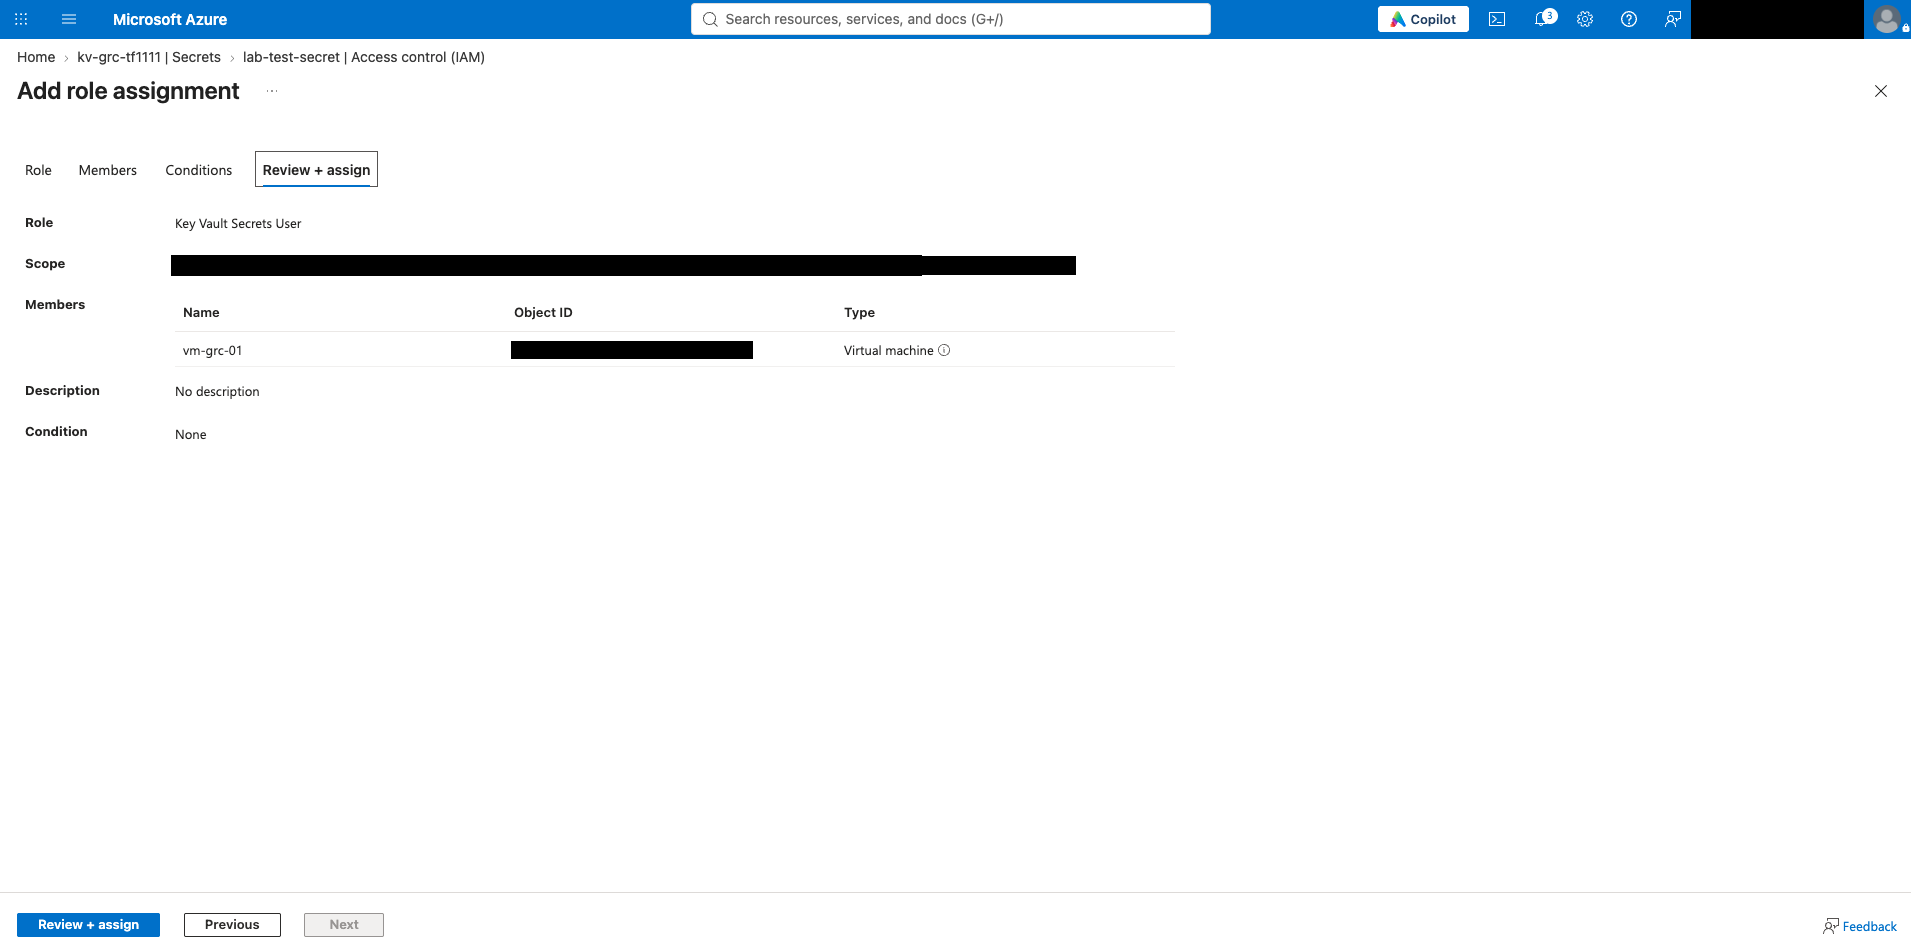 Microsoft Azure
Search resources, services, and docs (G+/)
Copilot
3
Home › kv-grc-tf1111 | Secrets › lab-test-secret | Access control (IAM)
Add role assignment ...
Role Members Conditions Review + assign
Role Key Vault Secrets User
Scope
Members
Name Object ID Type
vm-grc-01 Virtual machine
Description No description
Condition None
Review + assign Previous Next
Feedback